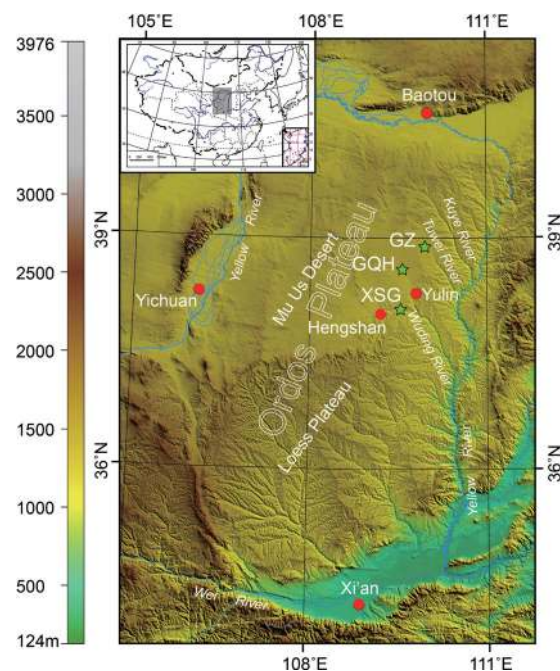 105°E
108°E
111°E
3976
3500
3000
2500
2000
1500
1000
500
124m
39°N
36°N
39°N
36°N
Baotou
Yellow River
Kuye River
Tuwei River
GZ
GQH
XSG
Yulin
Yichuan
Hengshan
Mu Us Desert
Ordos Plateau
Wuding River
Loess Plateau
Yellow River
Wei River
Xi'an
108°E
111°E